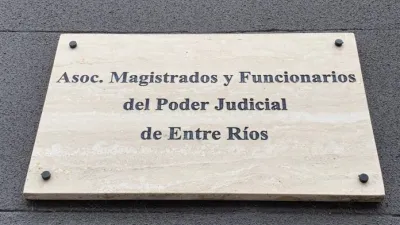 Asoc. Magistrados y Funcionarios
del Poder Judicial
de Entre Ríos